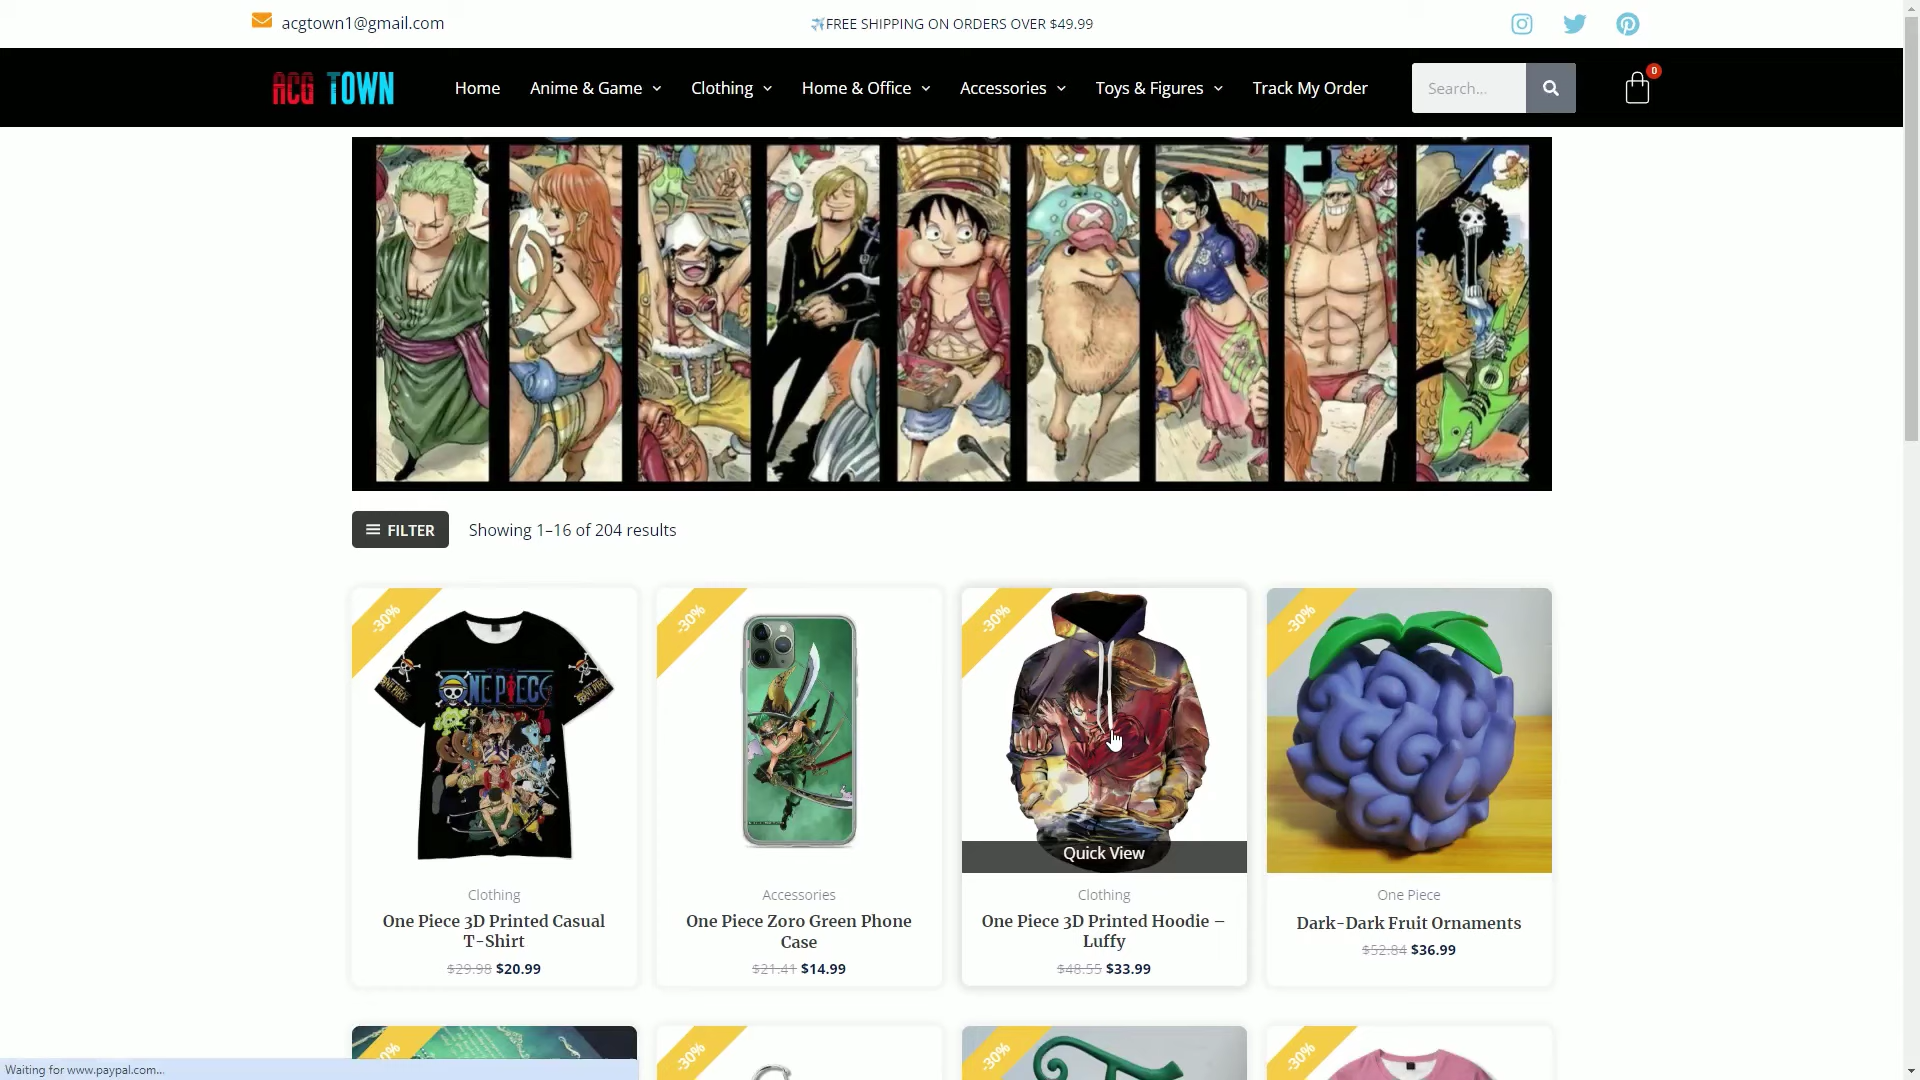 acgtown1@gmail.com
✈️FREE SHIPPING ON ORDERS OVER $49.99
ACG TOWN
Home
Anime & Game
Clothing
Home & Office
Accessories
Toys & Figures
Track My Order
Search...
0
FILTER
Showing 1–16 of 204 results
-30%
-30%
-30%
-30%
ONE PIECE
Quick View
Clothing
One Piece 3D Printed Casual
T-Shirt
$29.98 $20.99
Accessories
One Piece Zoro Green Phone
Case
$21.41 $14.99
Clothing
One Piece 3D Printed Hoodie –
Luffy
$48.55 $33.99
One Piece
Dark-Dark Fruit Ornaments
$52.84 $36.99
-30%
-30%
-30%
Waiting for www.paypal.com...